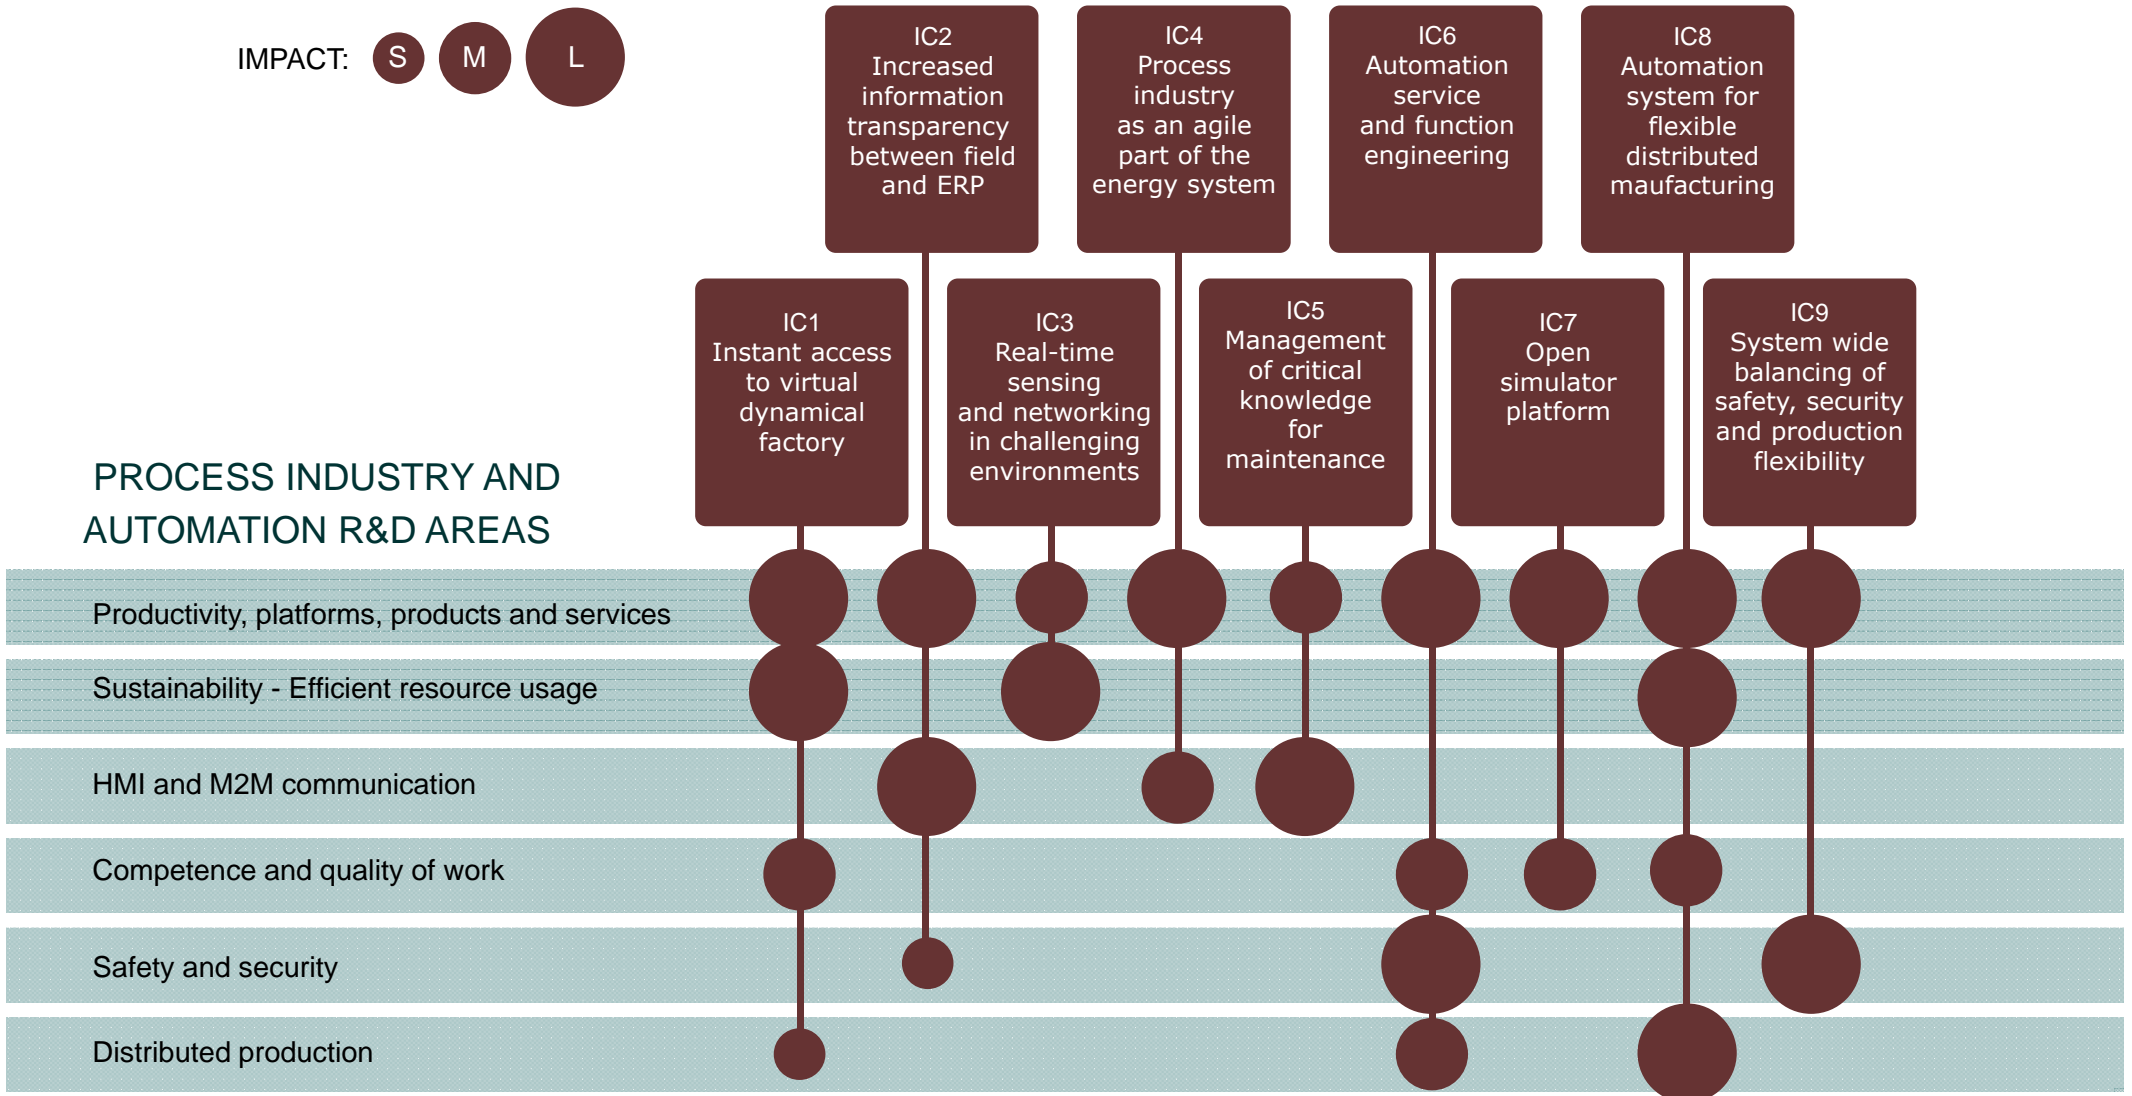 IMPACT: S M L
IC2
Increased
information
transparency
between field
and ERP
IC4
Process
industry
as an agile
part of the
energy system
IC6
Automation
service
and function
engineering
IC8
Automation
system for
flexible
distributed
maufacturing
IC1
Instant access
to virtual
dynamical
factory
IC3
Real-time
sensing
and networking
in challenging
environments
IC5
Management
of critical
knowledge
for
maintenance
IC7
Open
simulator
platform
IC9
System wide
balancing of
safety, security
and production
flexibility
PROCESS INDUSTRY AND
AUTOMATION R&D AREAS
Productivity, platforms, products and services
Sustainability - Efficient resource usage
HMI and M2M communication
Competence and quality of work
Safety and security
Distributed production